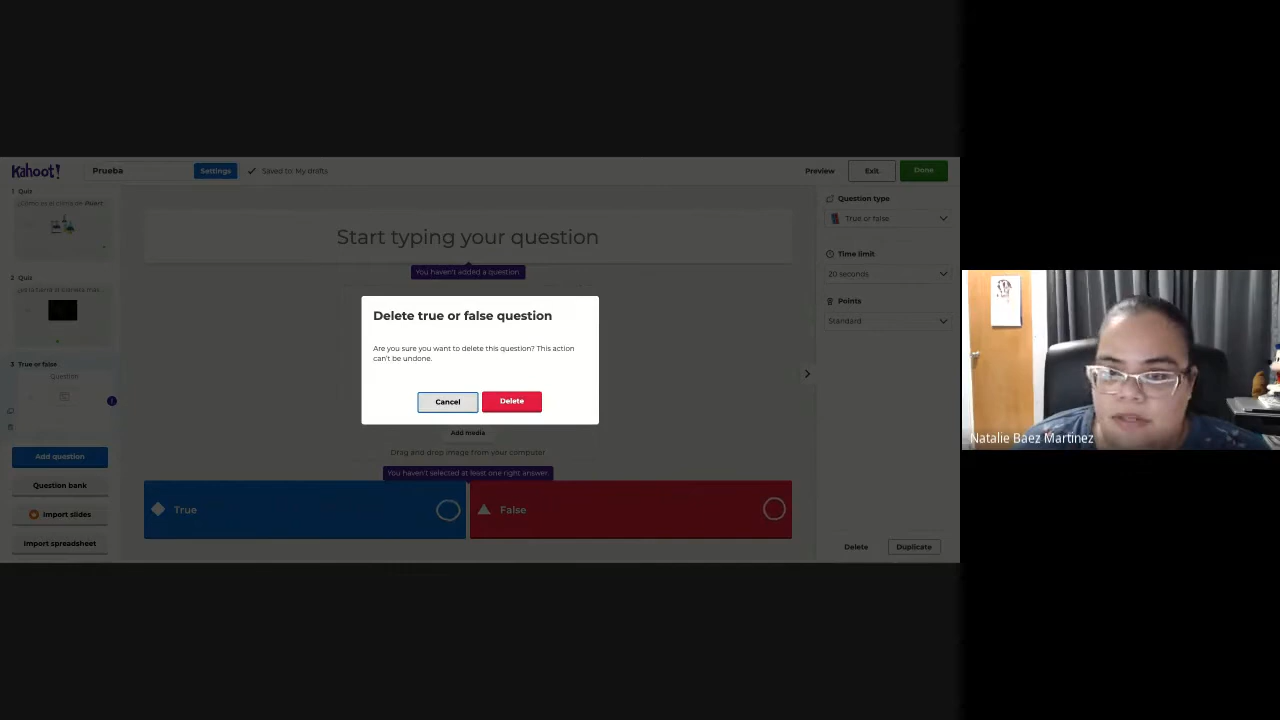 Kahoot!
Prueba
Settings
Saved to: My drafts
Preview
Exit
Done
1 Quiz
2 Quiz
3 True or false
Question
Add question
Question bank
Import slides
Import spreadsheet
Start typing your question
You haven't added a question
Delete true or false question
Are you sure you want to delete this question? This action
can't be undone.
Cancel
Delete
Add media
Drag and drop image from your computer
You haven't selected at least one right answer
True
False
Question type
True or false
Time limit
20 seconds
Points
Standard
Delete
Duplicate
Natalie Baez Martinez